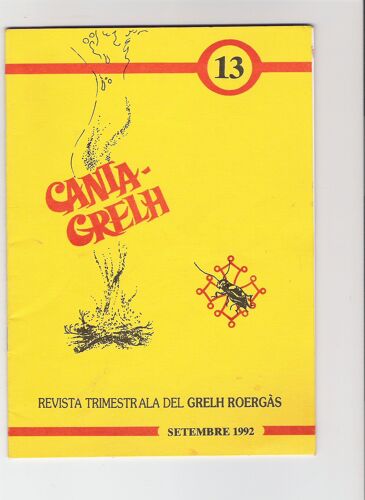 13
CANTA-
GRELH
REVISTA TRIMESTRALA DEL GRELH ROERGÀS
SETEMBRE 1992